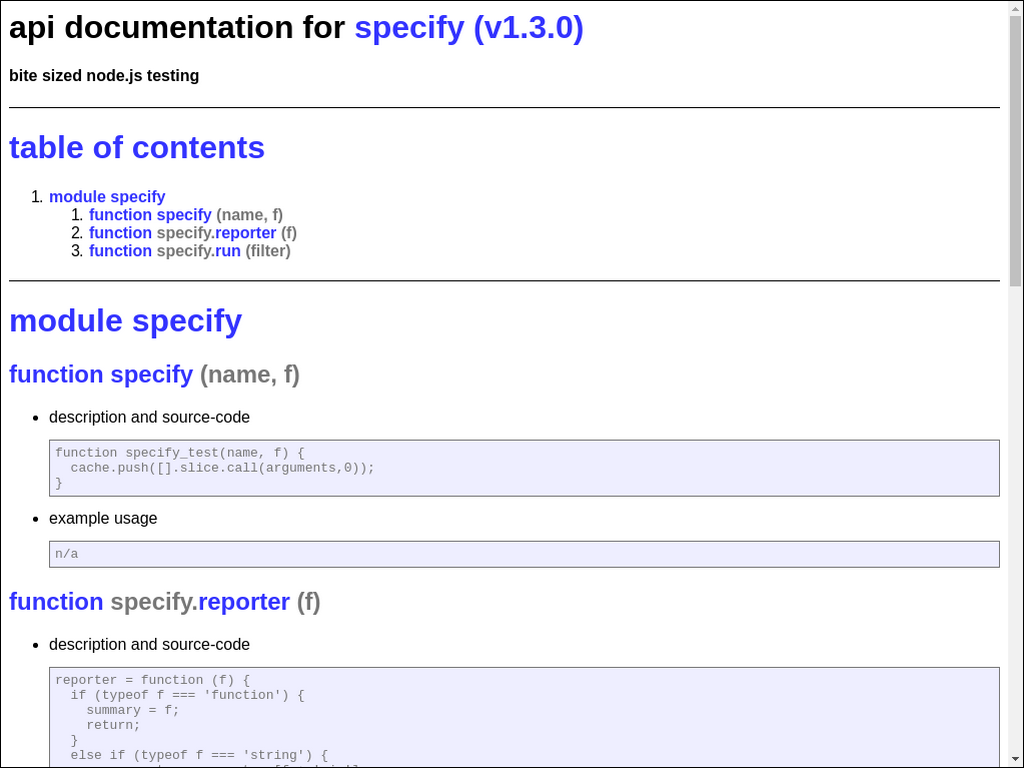 api documentation for specify (v1.3.0)
bite sized node.js testing
table of contents
1. module specify
1. function specify (name, f)
2. function specify.reporter (f)
3. function specify.run (filter)
module specify
function specify (name, f)
• description and source-code
function specify_test(name, f) {
  cache.push([].slice.call(arguments,0));
}
• example usage
n/a
function specify.reporter (f)
• description and source-code
reporter = function (f) {
  if (typeof f === 'function') {
    summary = f;
    return;
  }
  else if (typeof f === 'string') {